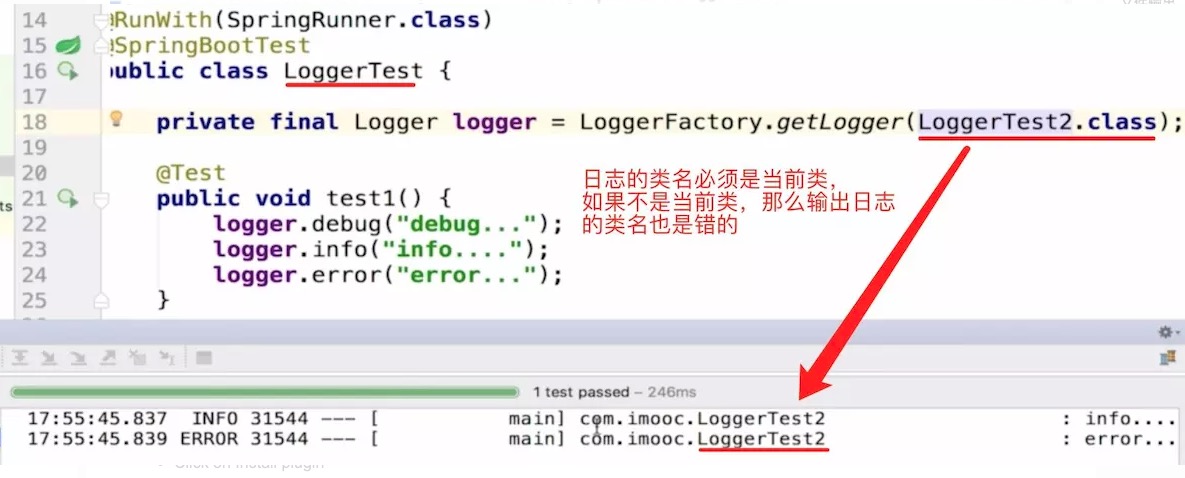 14 @RunWith(SpringRunner.class)
15 @SpringBootTest
16 public class LoggerTest {
17
18 private final Logger logger = LoggerFactory.getLogger(LoggerTest2.class);
19
20 @Test
21 public void test1() {
22 logger.debug("debug...");
23 logger.info("info....");
24 logger.error("error...");
25 }
日志的类名必须是当前类，
如果不是当前类，那么输出日志
的类名也是错的
ts
1 test passed – 246ms
17:55:45.837 INFO 31544 --- [ main] com.imooc.LoggerTest2 : info....
17:55:45.839 ERROR 31544 --- [ main] com.imooc.LoggerTest2 : error...
Click on Install plugin